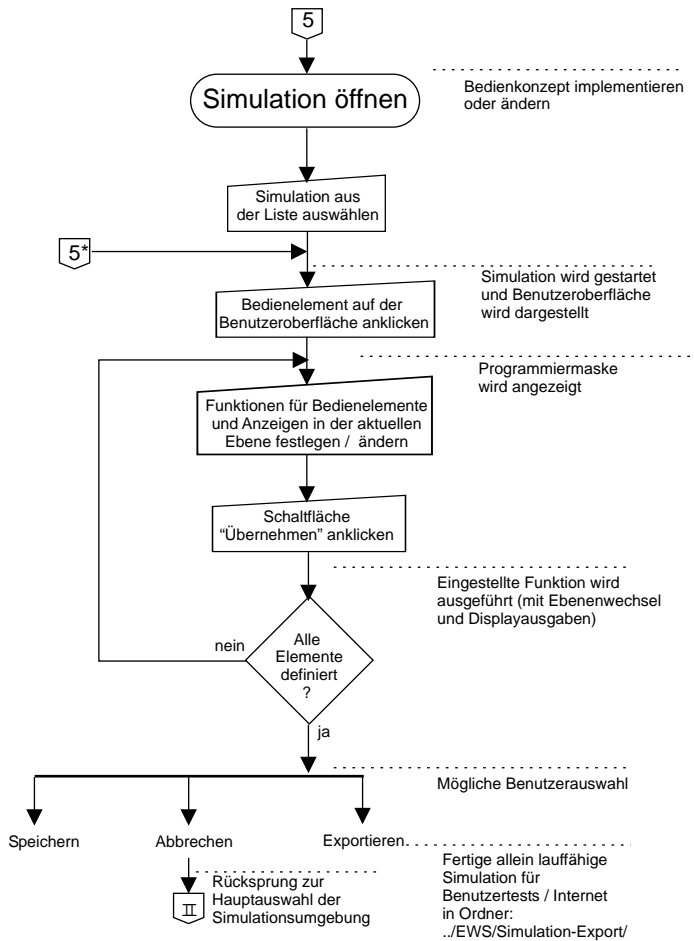 5
Simulation öffnen
Bedienkonzept implementieren
oder ändern
Simulation aus
der Liste auswählen
5*
Simulation wird gestartet
und Benutzeroberfläche
wird dargestellt
Bedienelement auf der
Benutzeroberfläche anklicken
Programmiermaske
wird angezeigt
Funktionen für Bedienelemente
und Anzeigen in der aktuellen
Ebene festlegen / ändern
Schaltfläche
“Übernehmen” anklicken
Eingestellte Funktion wird
ausgeführt (mit Ebenenwechsel
und Displayausgaben)
nein
Alle
Elemente
definiert
?
ja
Mögliche Benutzerauswahl
Speichern
Abbrechen
Exportieren
Fertige allein lauffähige
Simulation für
Benutzertests / Internet
in Ordner:
../EWS/Simulation-Export/
II
Rücksprung zur
Hauptauswahl der
Simulationsumgebung